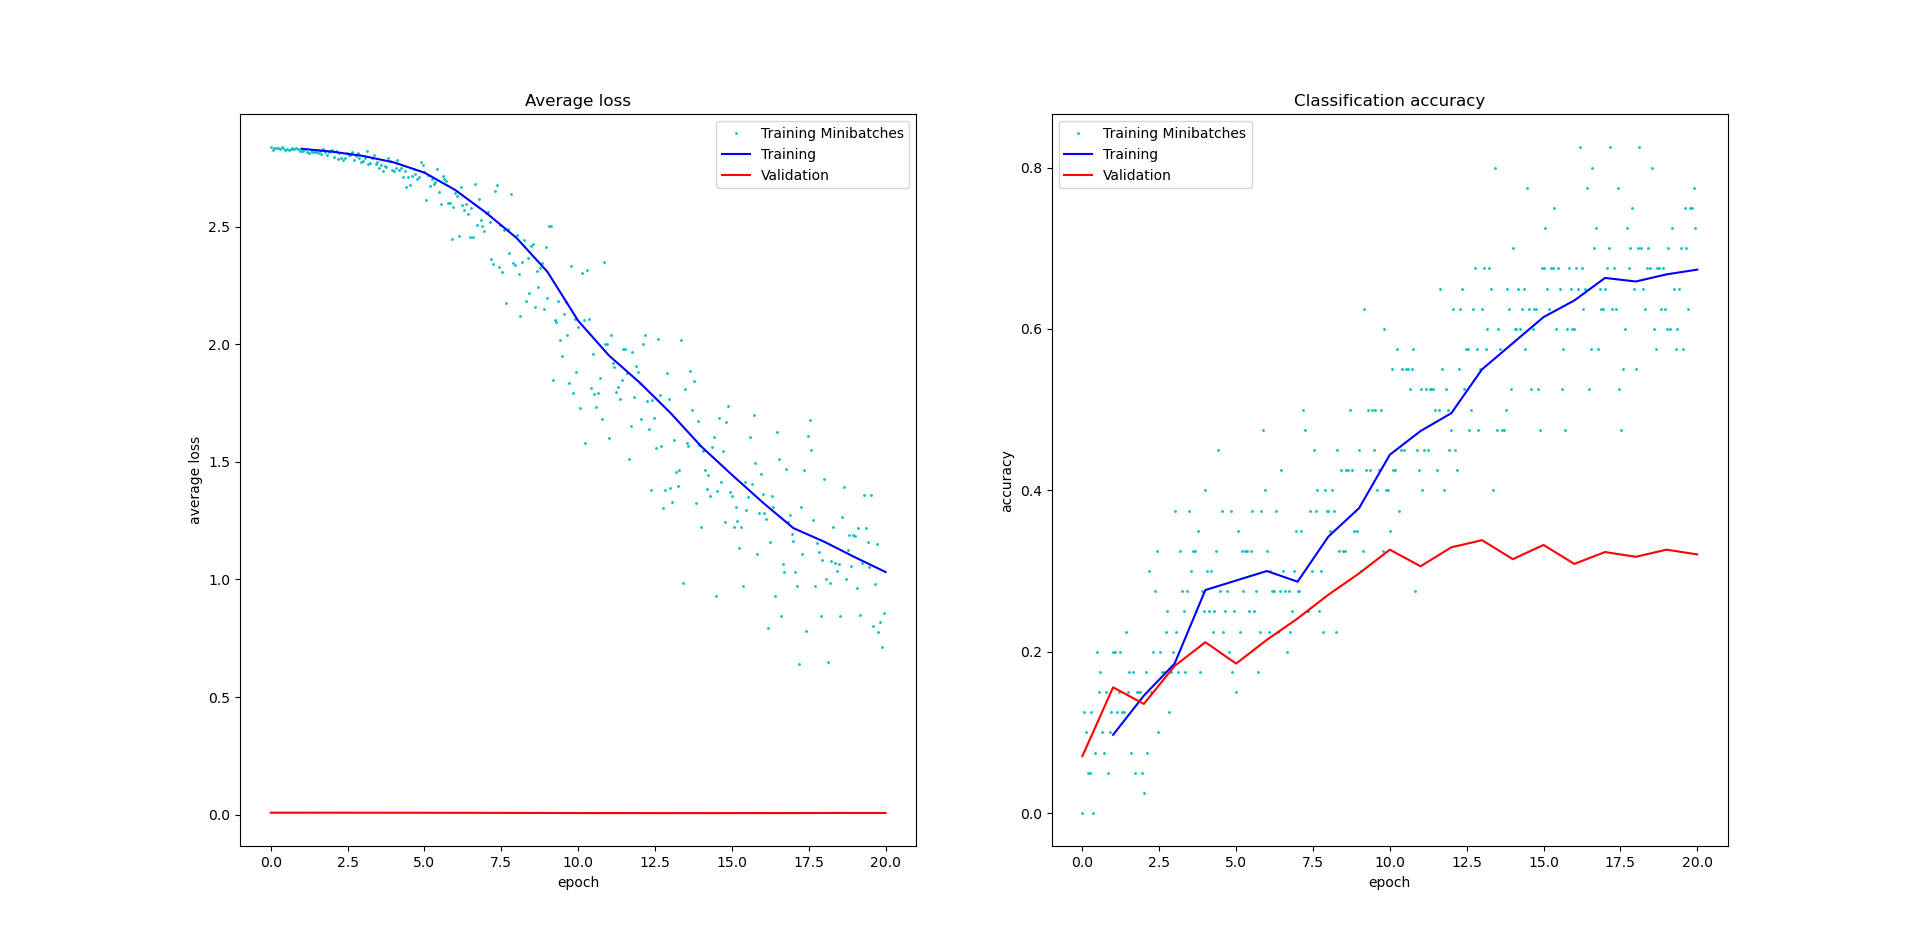 Average loss
Training Minibatches
Training
Validation
average loss
2.5
2.0
1.5
1.0
0.5
0.0
0.0 2.5 5.0 7.5 10.0 12.5 15.0 17.5 20.0
epoch
Classification accuracy
Training Minibatches
Training
Validation
accuracy
0.8
0.6
0.4
0.2
0.0
0.0 2.5 5.0 7.5 10.0 12.5 15.0 17.5 20.0
epoch